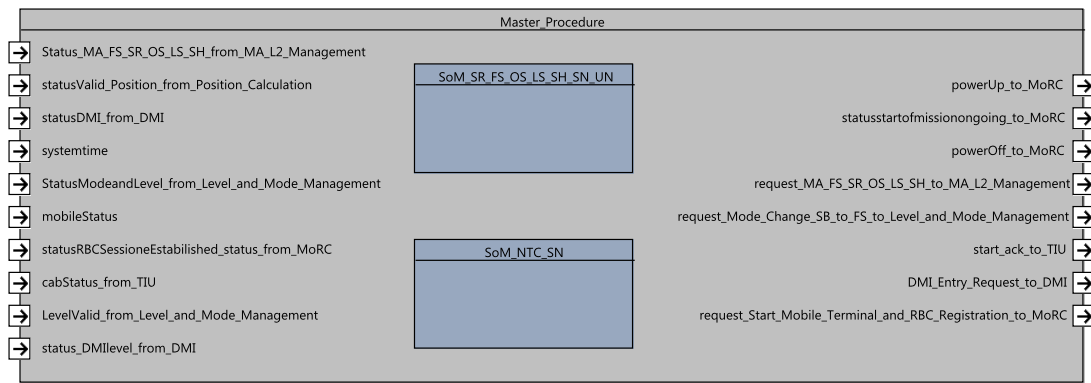 Master_Procedure
Status_MA_FS_SR_OS_LS_SH_from_MA_L2_Management
statusValid_Position_from_Position_Calculation
statusDMI_from_DMI
systemtime
StatusModeandLevel_from_Level_and_Mode_Management
mobileStatus
statusRBCSessioneEstabilished_status_from_MoRC
cabStatus_from_TIU
LevelValid_from_Level_and_Mode_Management
status_DMIlevel_from_DMI
SoM_SR_FS_OS_LS_SH_SN_UN
SoM_NTC_SN
powerUp_to_MoRC
statusstartofmissionongoing_to_MoRC
powerOff_to_MoRC
request_MA_FS_SR_OS_LS_SH_to_MA_L2_Management
request_Mode_Change_SB_to_FS_to_Level_and_Mode_Management
start_ack_to_TIU
DMI_Entry_Request_to_DMI
request_Start_Mobile_Terminal_and_RBC_Registration_to_MoRC